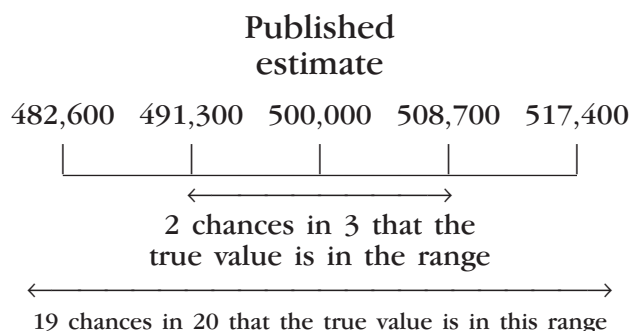 Published
estimate
482,600 491,300 500,000 508,700 517,400
2 chances in 3 that the
true value is in the range
19 chances in 20 that the true value is in this range